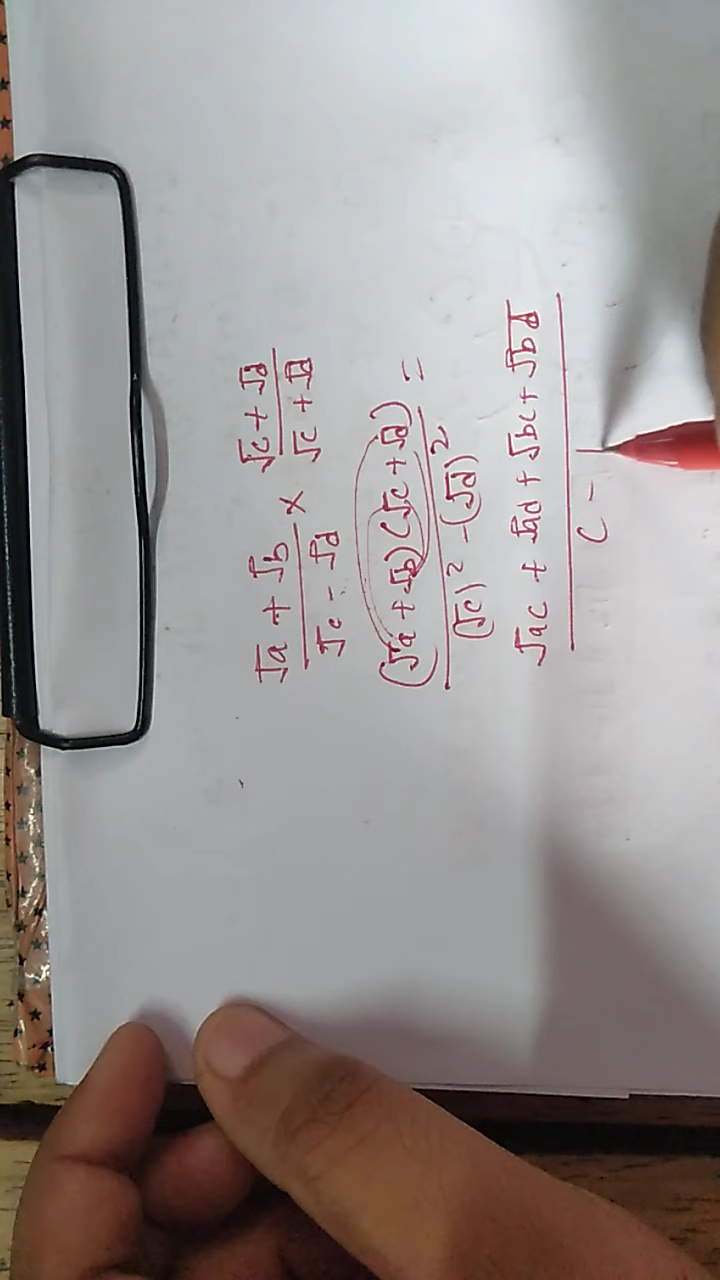 √a + √b / √c - √d × √c + √d / √c + √d
(√a + √b) (√c + √d) / (√c)² - (√d)² =
√ac + √ad + √bc + √bd / c -